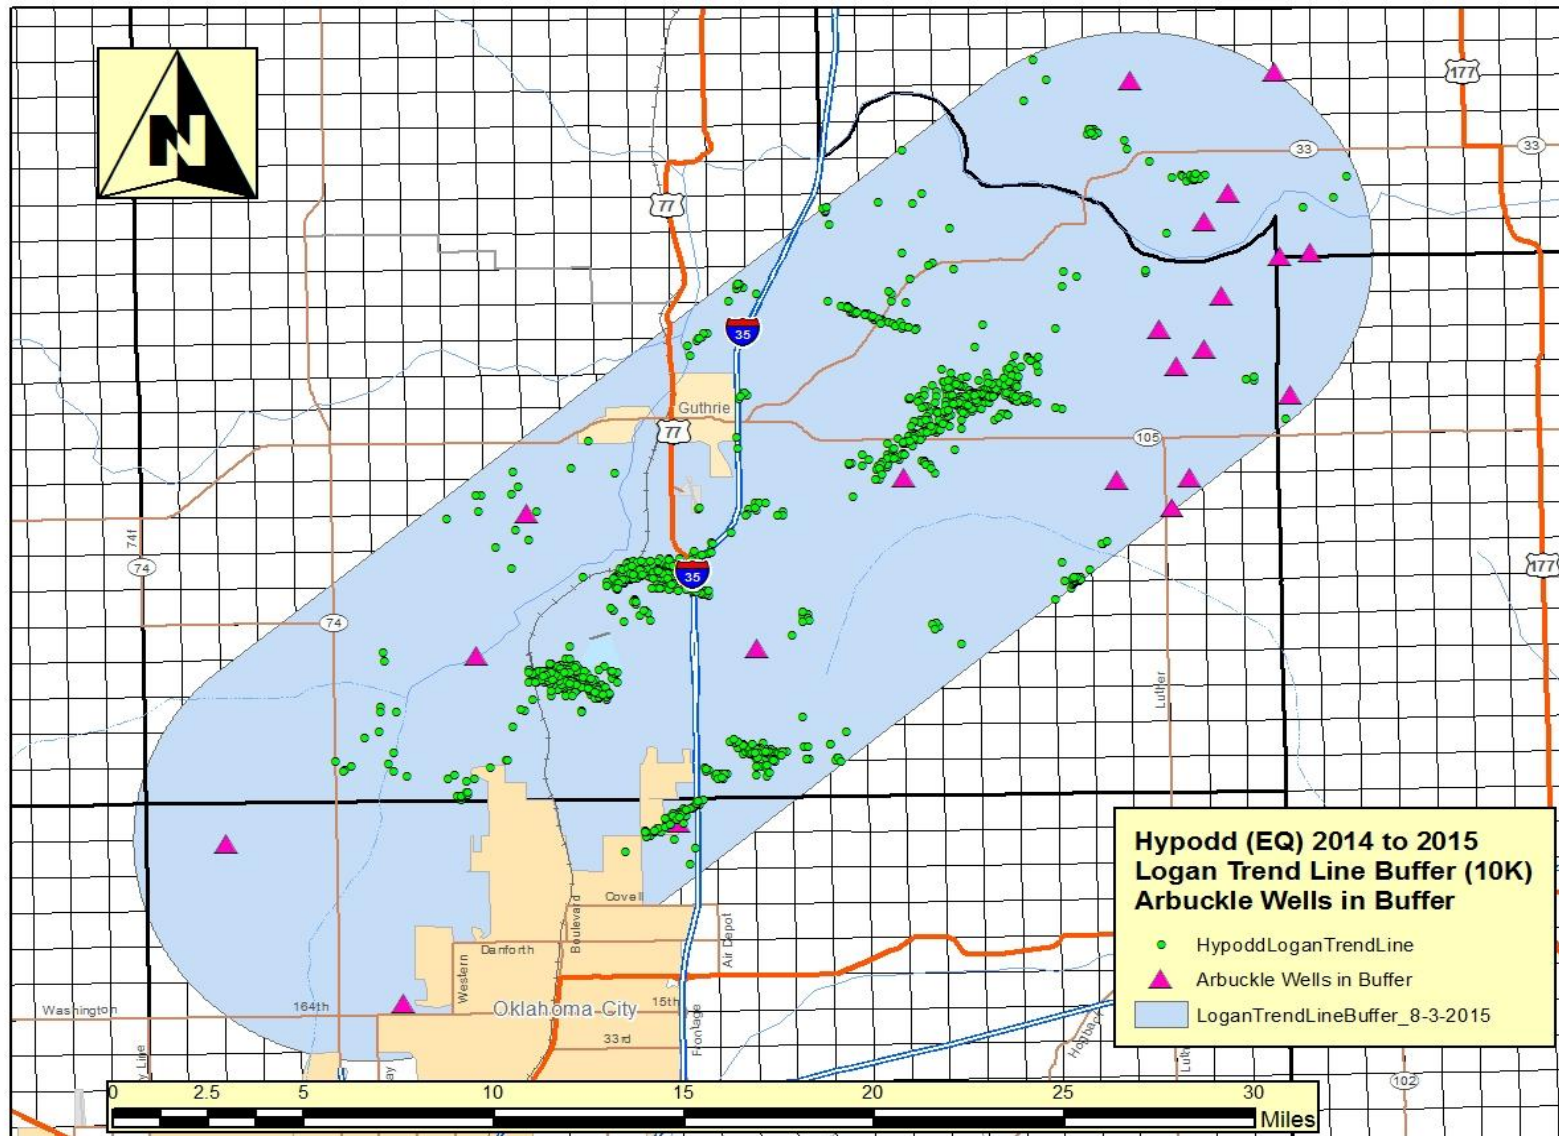 N
177
33
33
77
35
Guthrie
77
105
74f
74
35
177
74
Luther
Hypodd (EQ) 2014 to 2015
Logan Trend Line Buffer (10K)
Arbuckle Wells in Buffer
HypoddLoganTrendLine
Arbuckle Wells in Buffer
LoganTrendLineBuffer_8-3-2015
Covell
Boulevard
Air Depot
Danforth
Western
Washington
164th
Oklahoma City
15th
Frontage
33rd
Hogback
102
0 2.5 5 10 15 20 25 30
Miles